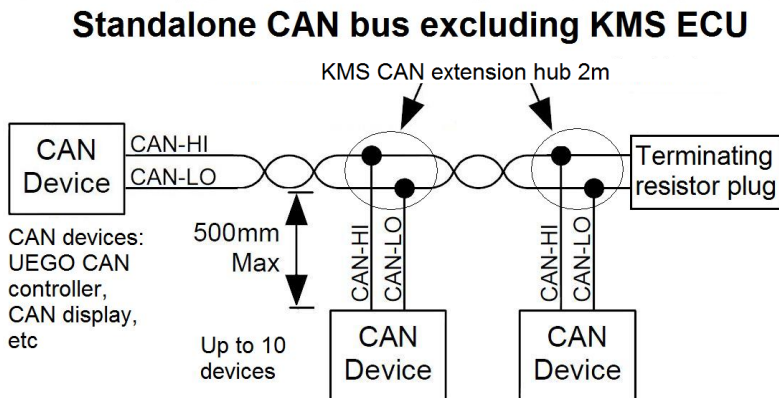 Standalone CAN bus excluding KMS ECU
KMS CAN extension hub 2m
CAN
Device
CAN-HI
CAN-LO
Terminating
resistor plug
CAN devices:
UEGO CAN
controller,
CAN display,
etc
500mm
Max
CAN-HI
CAN-LO
CAN-HI
CAN-LO
Up to 10
devices
CAN
Device
CAN
Device